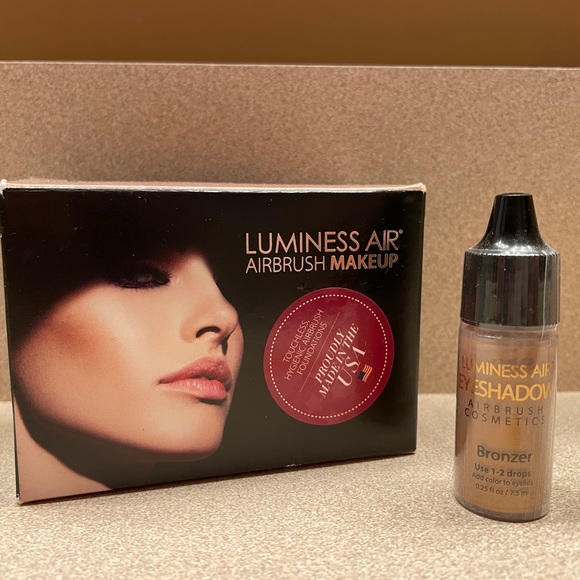 LUMINESS AIR®
AIRBRUSH MAKEUP
TOUCHLESS
HYGIENIC AIRBRUSH
FOUNDATIONS
PROUDLY
MADE IN THE
USA
LUMINESS AIR
EYESHADOW
AIRBRUSH
COSMETICS
Bronzer
Use 1-2 drops
Add color to eyelids
0.25 fl oz / 7.5 ml